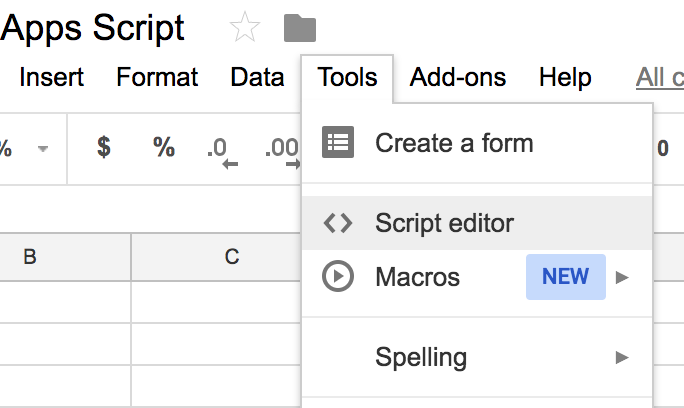 Apps Script
Insert Format Data Tools Add-ons Help All c
% $ % .0 .00 0
Create a form
Script editor
B C
Macros NEW
Spelling